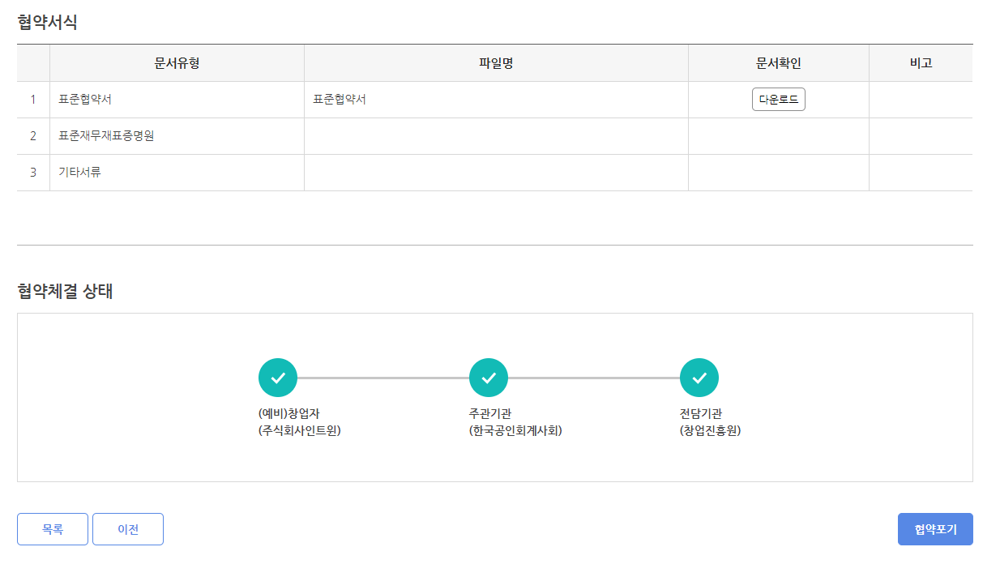 협약서식
문서유형 파일명 문서확인 비고
1 표준협약서 표준협약서 다운로드
2 표준재무재표증명원
3 기타서류
협약체결 상태
(예비)창업자 주관기관 전담기관
(주식회사인트윈) (한국공인회계사회) (창업진흥원)
목록 이전 협약포기